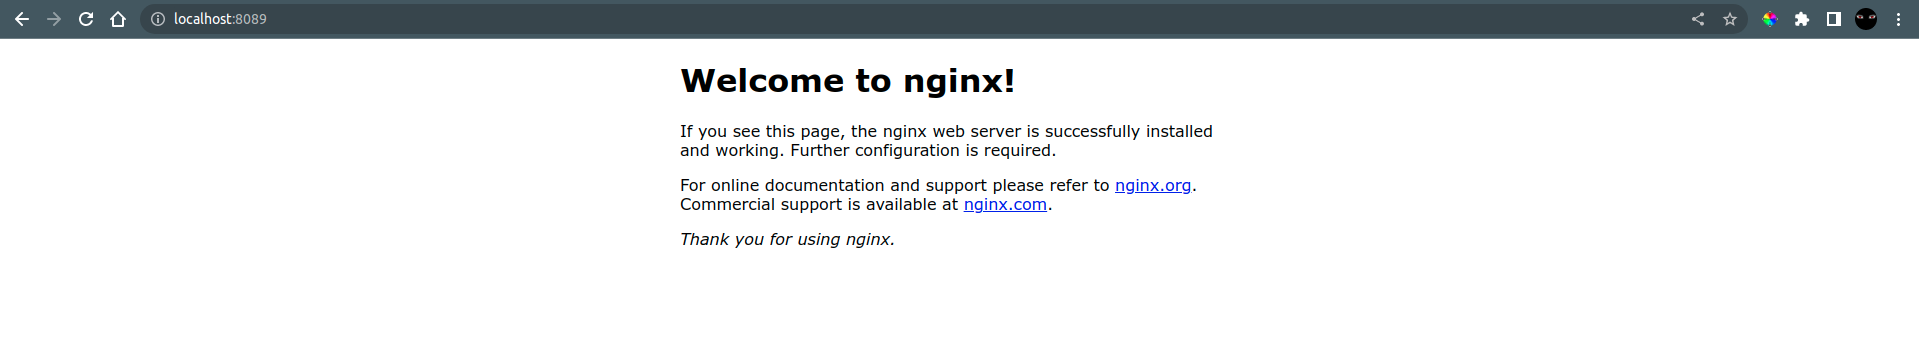 localhost:8089
Welcome to nginx!
If you see this page, the nginx web server is successfully installed
and working. Further configuration is required.
For online documentation and support please refer to nginx.org.
Commercial support is available at nginx.com.
Thank you for using nginx.